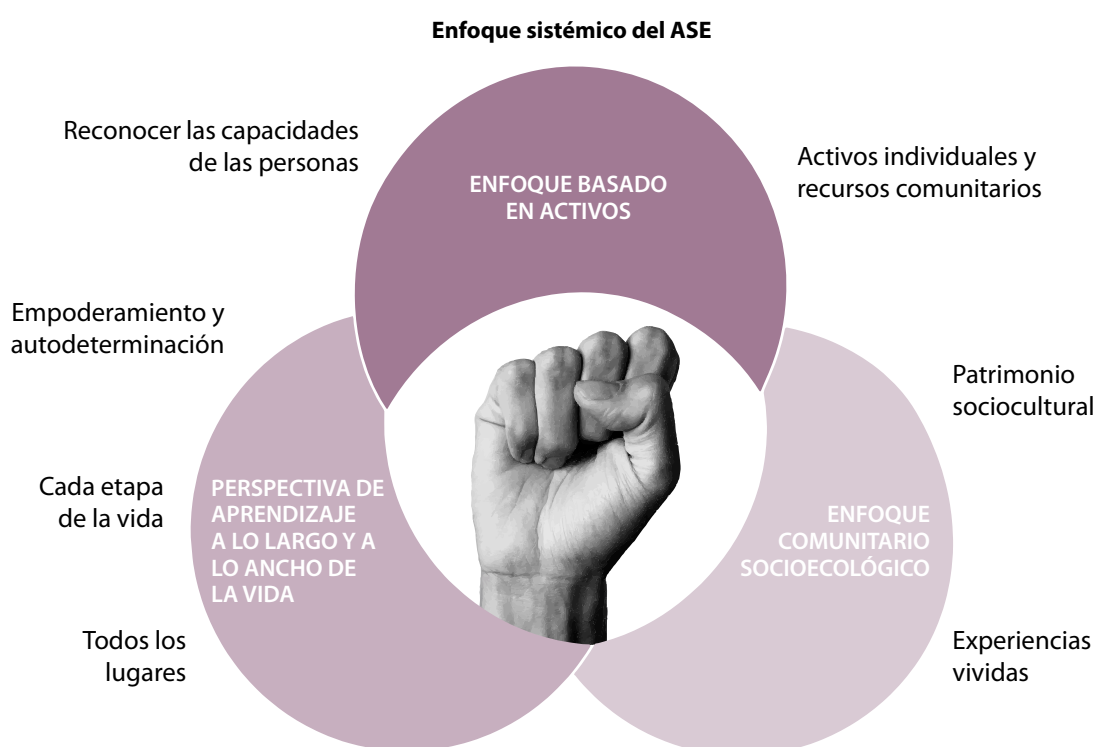 Enfoque sistémico del ASE
Reconocer las capacidades
de las personas
Activos individuales y
recursos comunitarios
ENFOQUE BASADO
EN ACTIVOS
Empoderamiento y
autodeterminación
Patrimonio
sociocultural
Cada etapa
de la vida
PERSPECTIVA DE
APRENDIZAJE
A LO LARGO Y A
LO ANCHO DE
LA VIDA
ENFOQUE
COMUNITARIO
SOCIOECOLÓGICO
Todos los
lugares
Experiencias
vividas